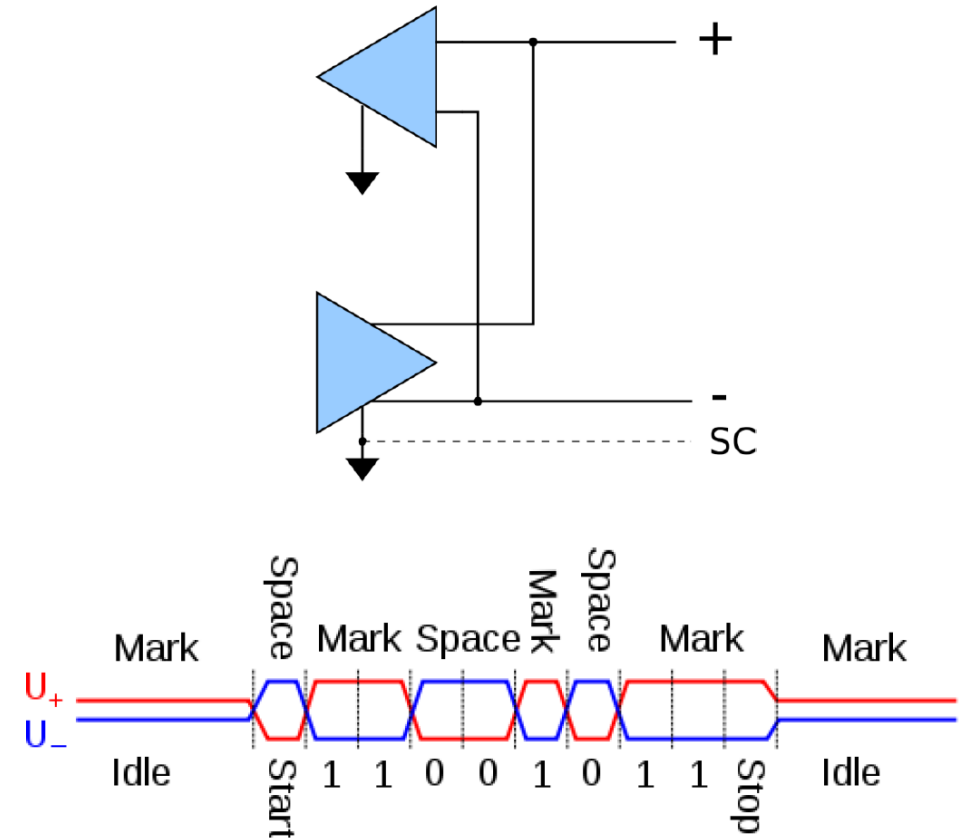 +
-
SC
Space
Mark
Space
Mark
Mark
Space
Mark
Mark
U+
U−
Idle
Start
1
1
0
0
1
0
1
1
Stop
Idle